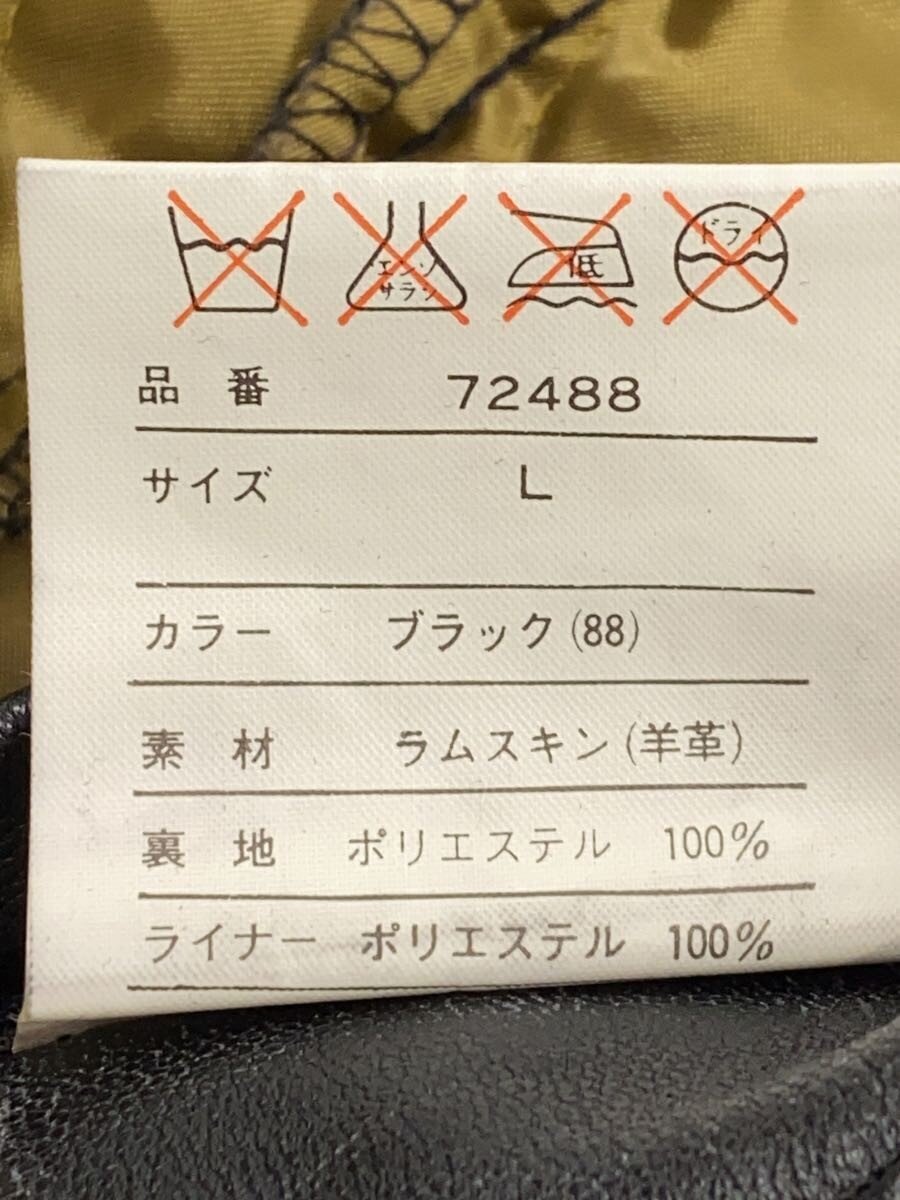 エンソ
サラシ
低
ドライ
品番 72488
サイズ L
カラー ブラック(88)
素材 ラムスキン(羊革)
裏地 ポリエステル 100%
ライナー ポリエステル 100%